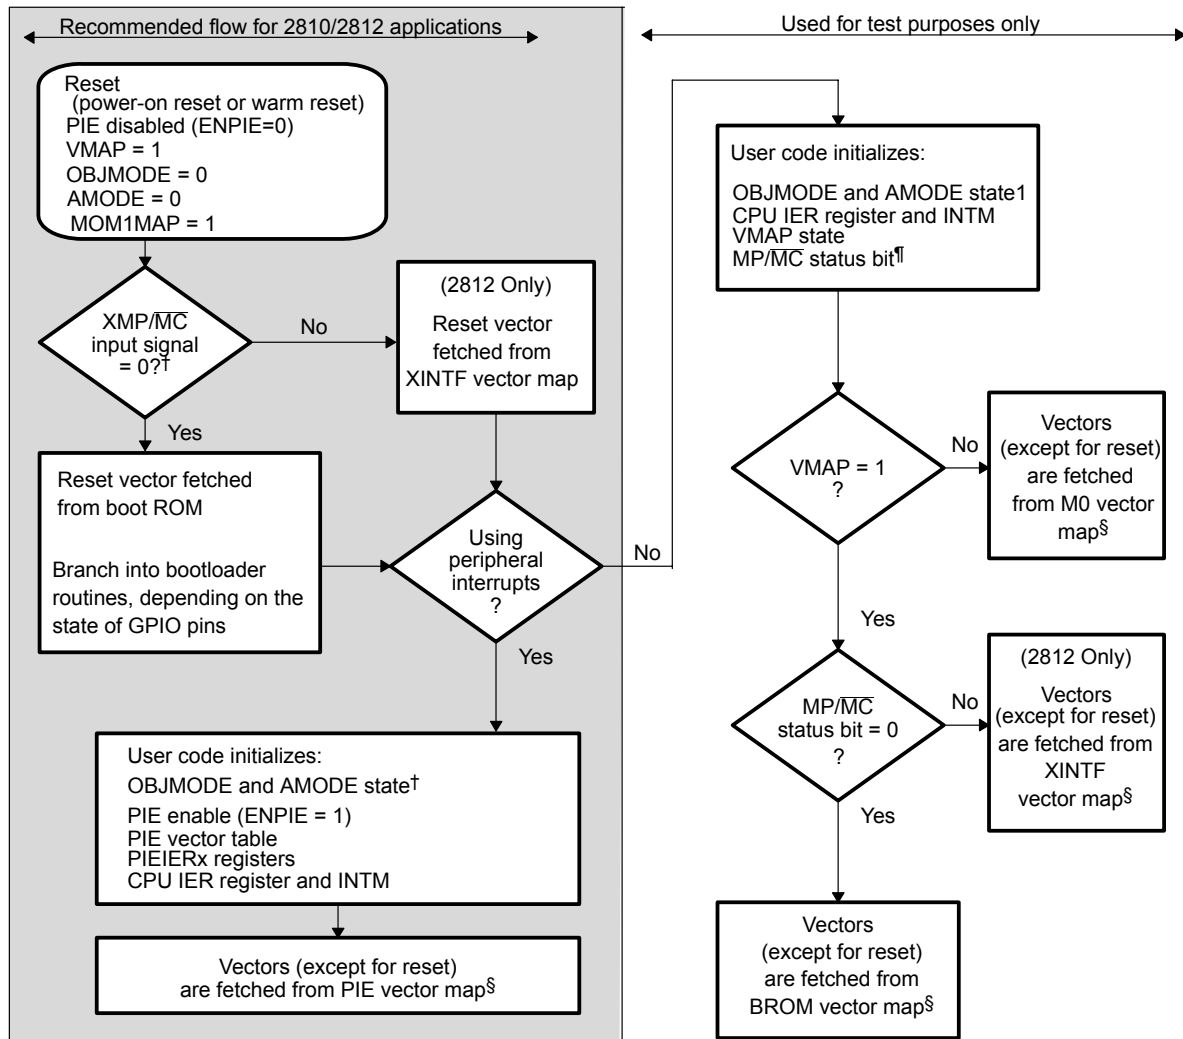 Recommended flow for 2810/2812 applications
Used for test purposes only
Reset
(power-on reset or warm reset)
PIE disabled (ENPIE=0)
VMAP = 1
OBJMODE = 0
AMODE = 0
MOM1MAP = 1
XMP/M̅C̅
input signal
= 0?†
No
Yes
(2812 Only)
Reset vector
fetched from
XINTF vector map
Reset vector fetched
from boot ROM
Branch into bootloader
routines, depending on the
state of GPIO pins
Using
peripheral
interrupts
?
No
Yes
User code initializes:
OBJMODE and AMODE state†
PIE enable (ENPIE = 1)
PIE vector table
PIEIERx registers
CPU IER register and INTM
Vectors (except for reset)
are fetched from PIE vector map§
User code initializes:
OBJMODE and AMODE state1
CPU IER register and INTM
VMAP state
MP/M̅C̅ status bit¶
VMAP = 1
?
No
Yes
Vectors
(except for reset)
are fetched
from M0 vector
map§
MP/M̅C̅
status bit = 0
?
No
Yes
(2812 Only)
Vectors
(except for reset)
are fetched from
XINTF
vector map§
Vectors
(except for reset)
are fetched from
BROM vector map§